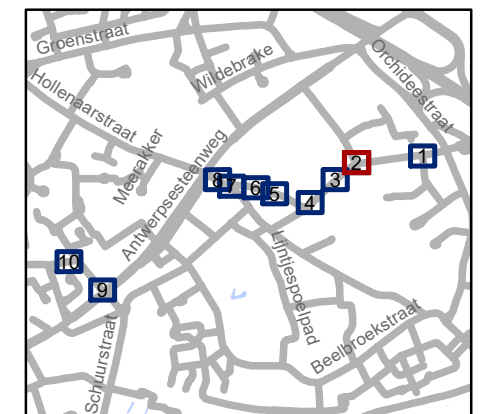 Groenstraat
Wildebrake
Orchideestraat
Hollenaarstraat
Meerakker
Antwerpsesteenweg
1
2
3
4
5
6
7
8
Lijntjespoelpad
10
9
Schuurstraat
Beelbroekstraat